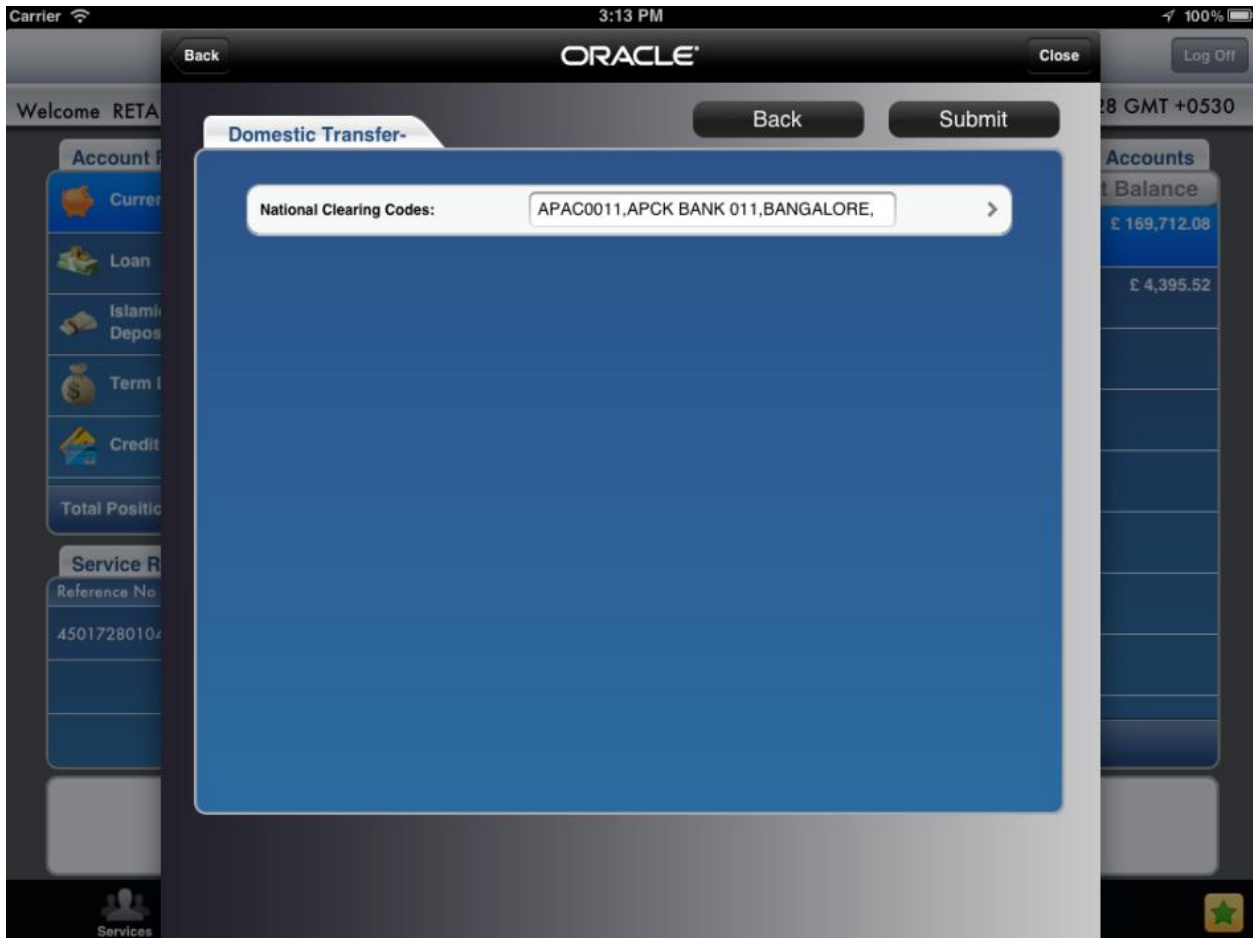 Carrier 3:13 PM 100%
Back ORACLE Close Log Off
Welcome RETA 28 GMT +0530
Back Submit
Domestic Transfer-
National Clearing Codes: APAC0011,APCK BANK 011,BANGALORE,
Account
Accounts
Curren
t Balance
£ 169,712.08
Loan
£ 4,395.52
Islami
Depos
Term
Credit
Total Positio
Service R
Reference No
4501728010
Services